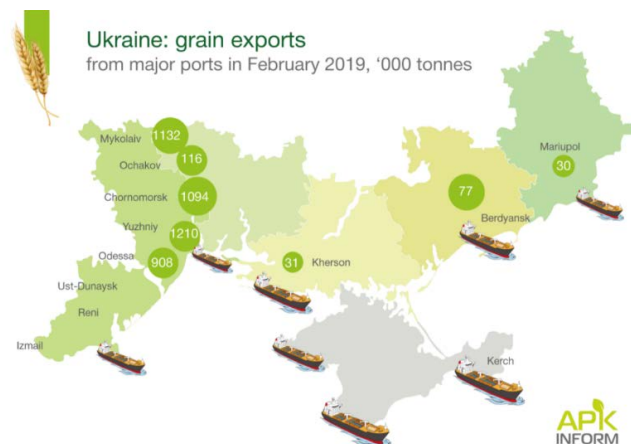 Ukraine: grain exports
from major ports in February 2019, ‘000 tonnes
Mykolaiv 1132
Ochakov 116
Chornomorsk 1094
Yuzhniy 1210
Odessa 908
Ust-Dunaysk
Reni
Izmail
31 Kherson
77
Berdyansk
Mariupol
30
Kerch
APK
INFORM